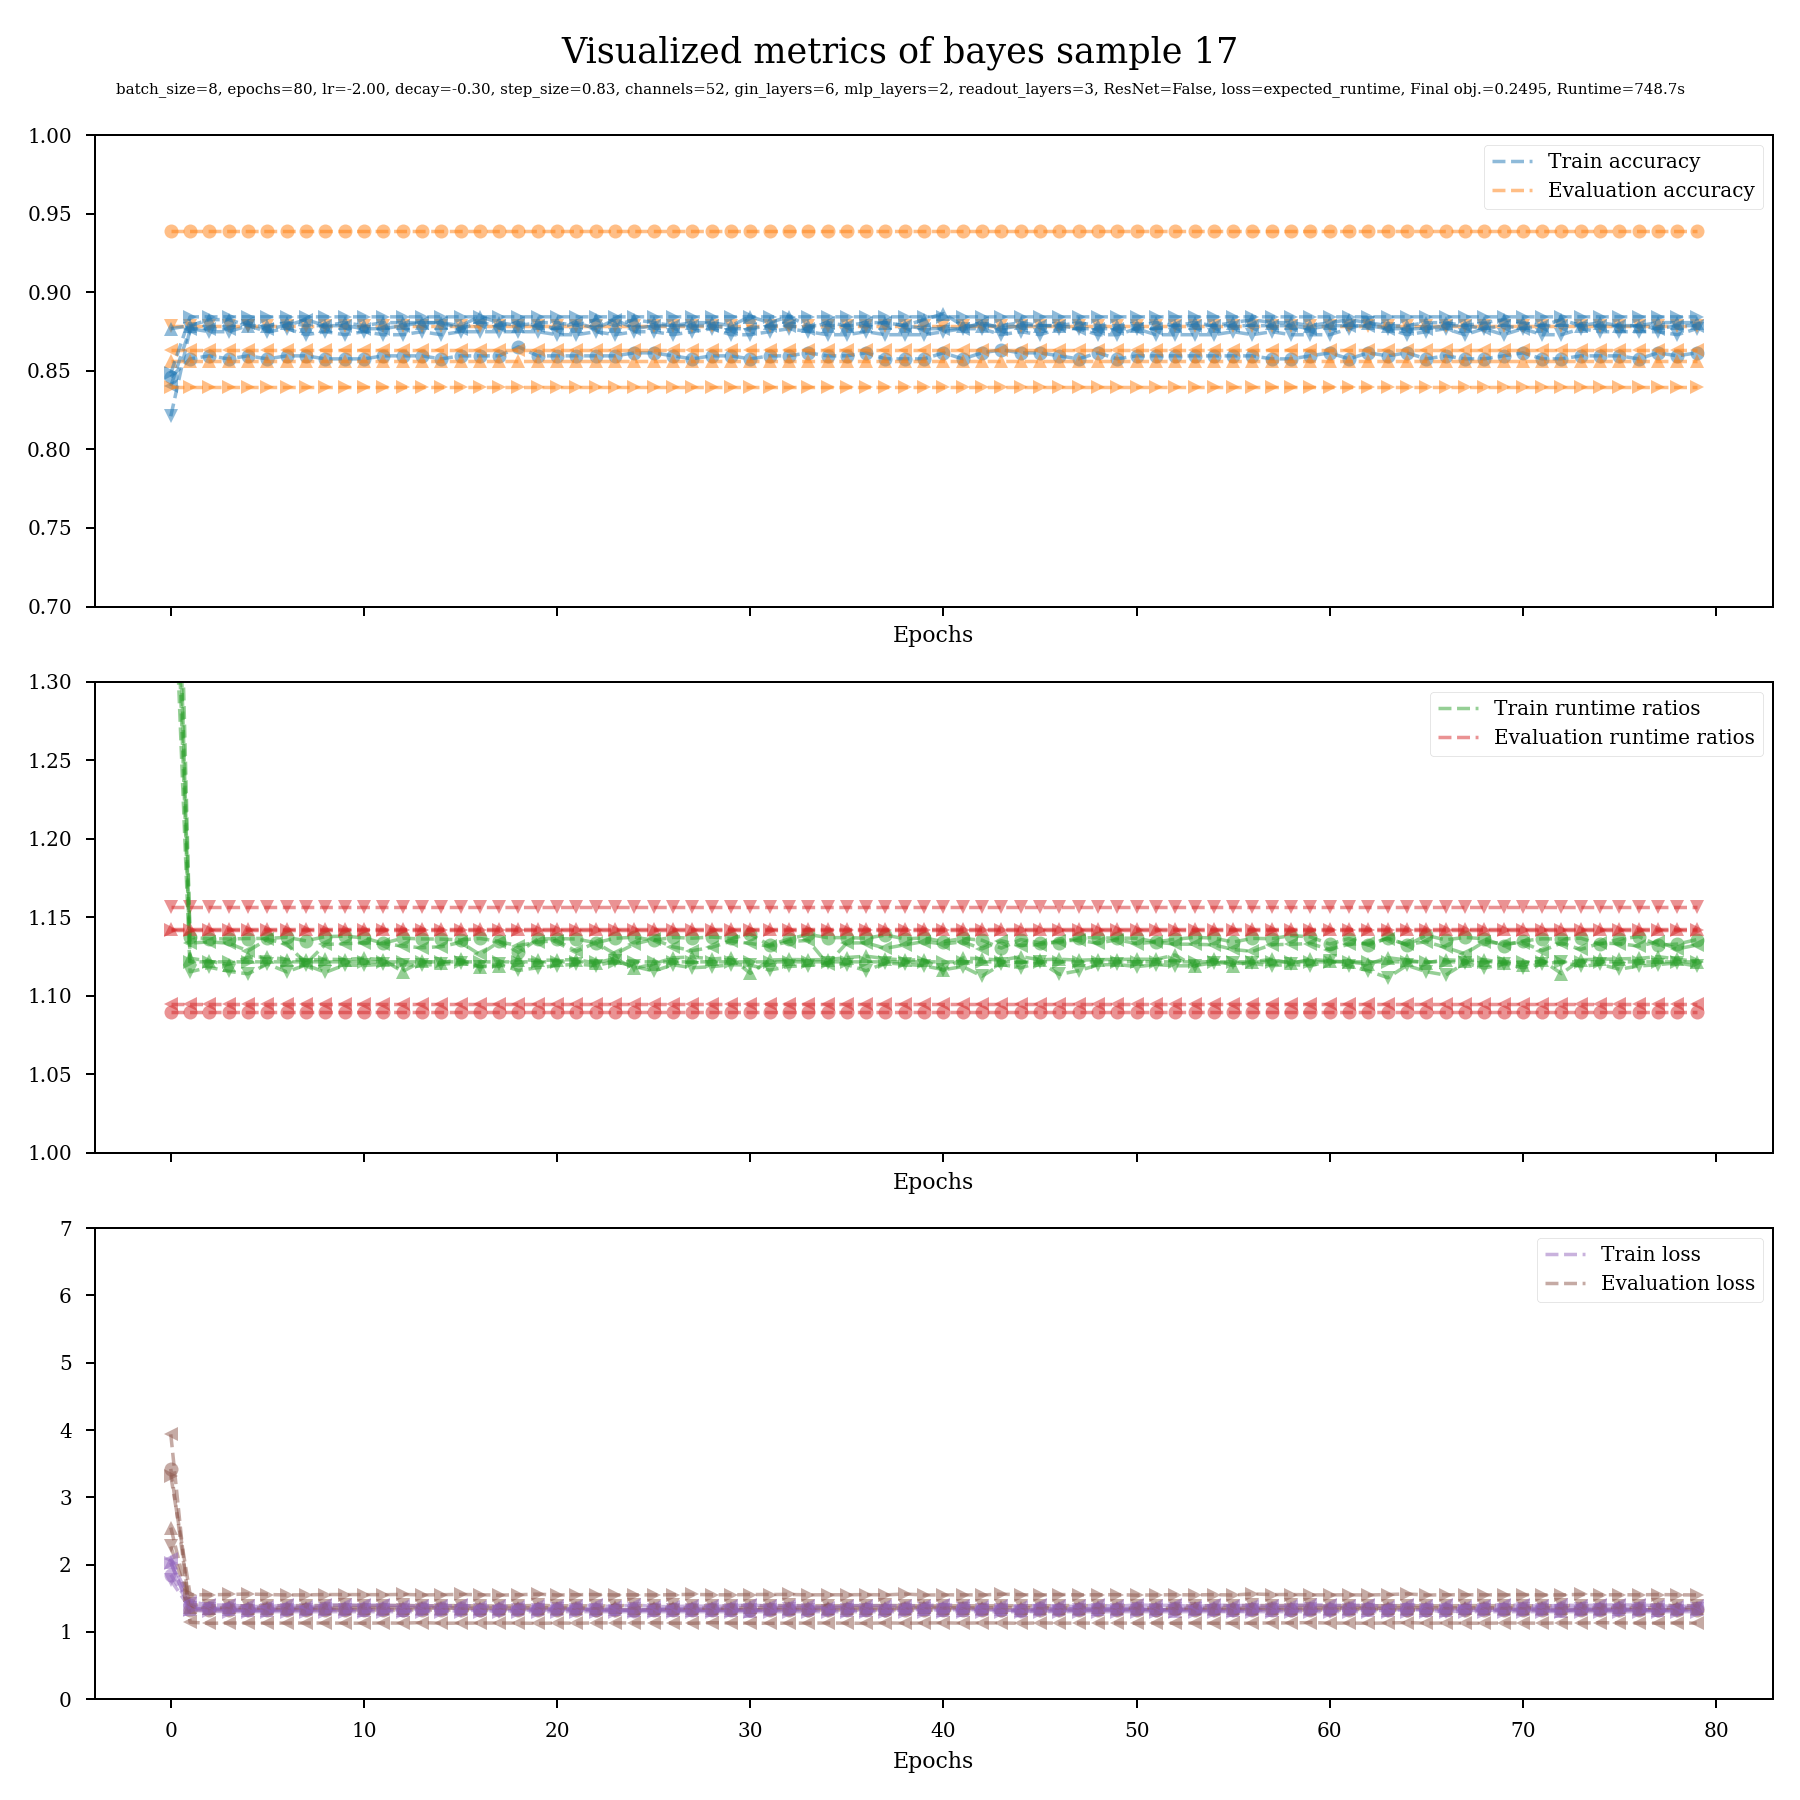 Visualized metrics of bayes sample 17
batch_size=8, epochs=80, lr=-2.00, decay=-0.30, step_size=0.83, channels=52, gin_layers=6, mlp_layers=2, readout_layers=3, ResNet=False, loss=expected_runtime, Final obj.=0.2495, Runtime=748.7s
1.00
0.95
0.90
0.85
0.80
0.75
0.70
Train accuracy
Evaluation accuracy
Epochs
1.30
1.25
1.20
1.15
1.10
1.05
1.00
Train runtime ratios
Evaluation runtime ratios
Epochs
7
6
5
4
3
2
1
0
Train loss
Evaluation loss
0 10 20 30 40 50 60 70 80
Epochs